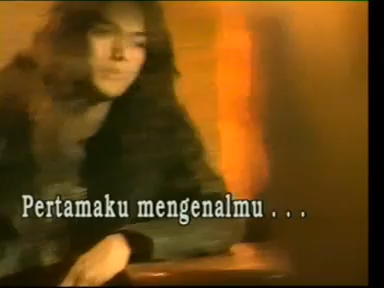 Pertamaku mengenalmu . . .